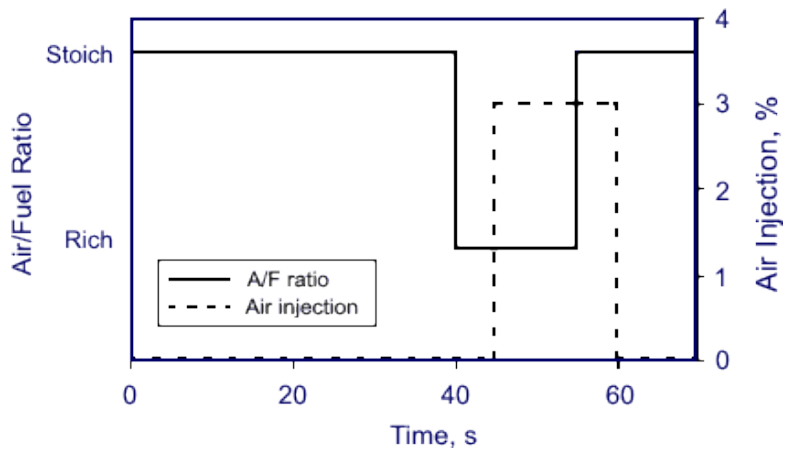 Stoich
Rich
Air/Fuel Ratio
A/F ratio
Air injection
4
3
2
1
0
Air Injection, %
0
20
40
60
Time, s